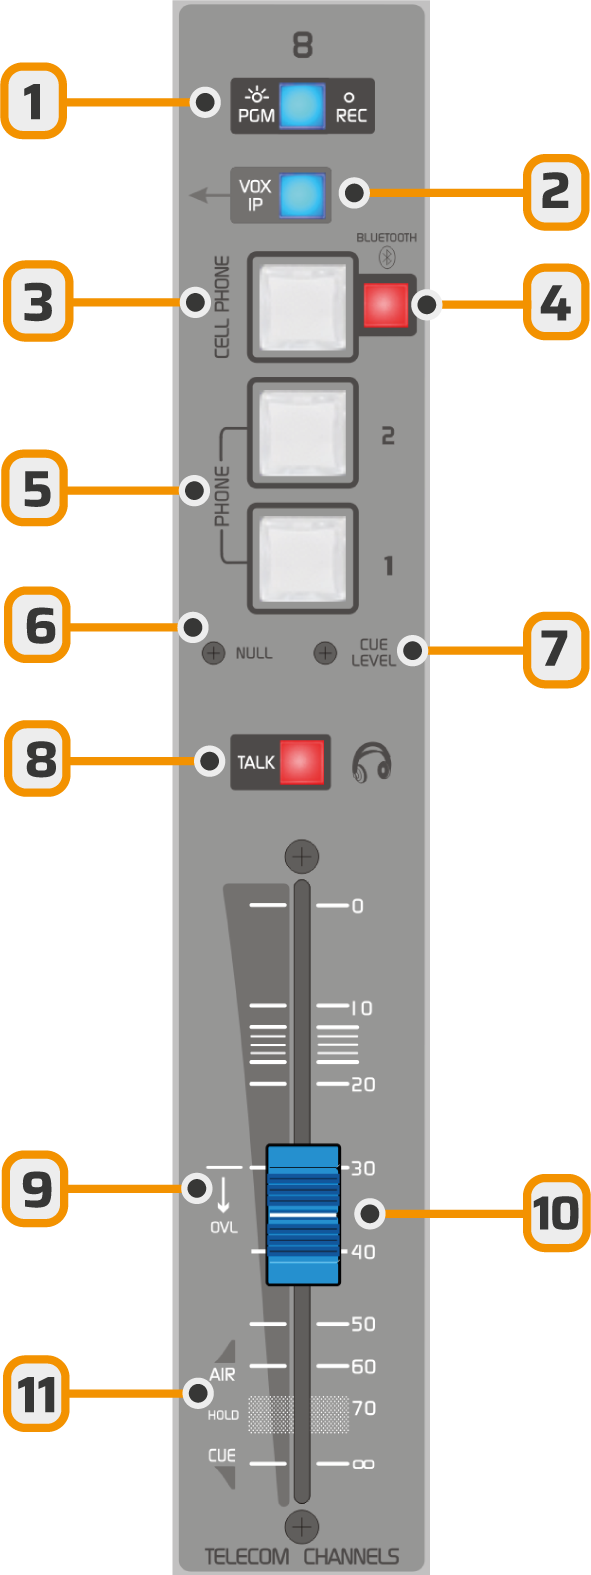 8
1
PGM
REC
2
VOX
IP
BLUETOOTH
3
CELL PHONE
4
2
5
PHONE
1
6
NULL
CUE
LEVEL
7
8
TALK
0
10
20
9
30
OVL
10
40
50
60
AIR
11
HOLD
70
CUE
∞
TELECOM CHANNELS